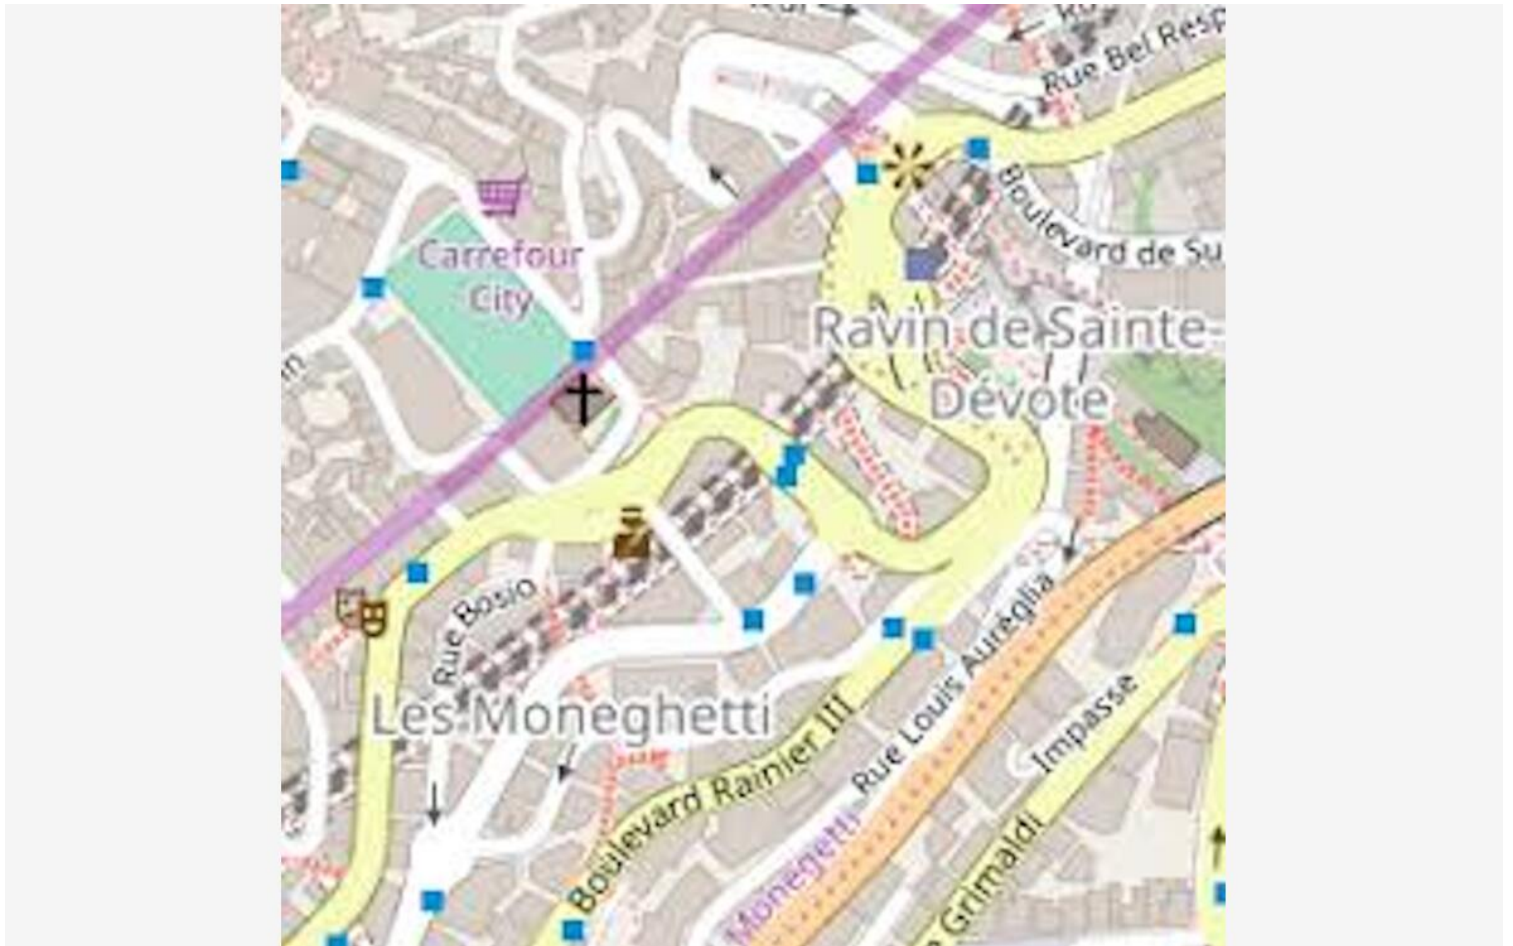 Rue Bel Resp
Boulevard de Su
Carrefour
City
Ravin de Sainte-
Dévote
Rue Bosio
Les Moneghetti
Boulevard Rainier III
Rue Louis Auréglia
Impasse
Monegetti
Grimaldi